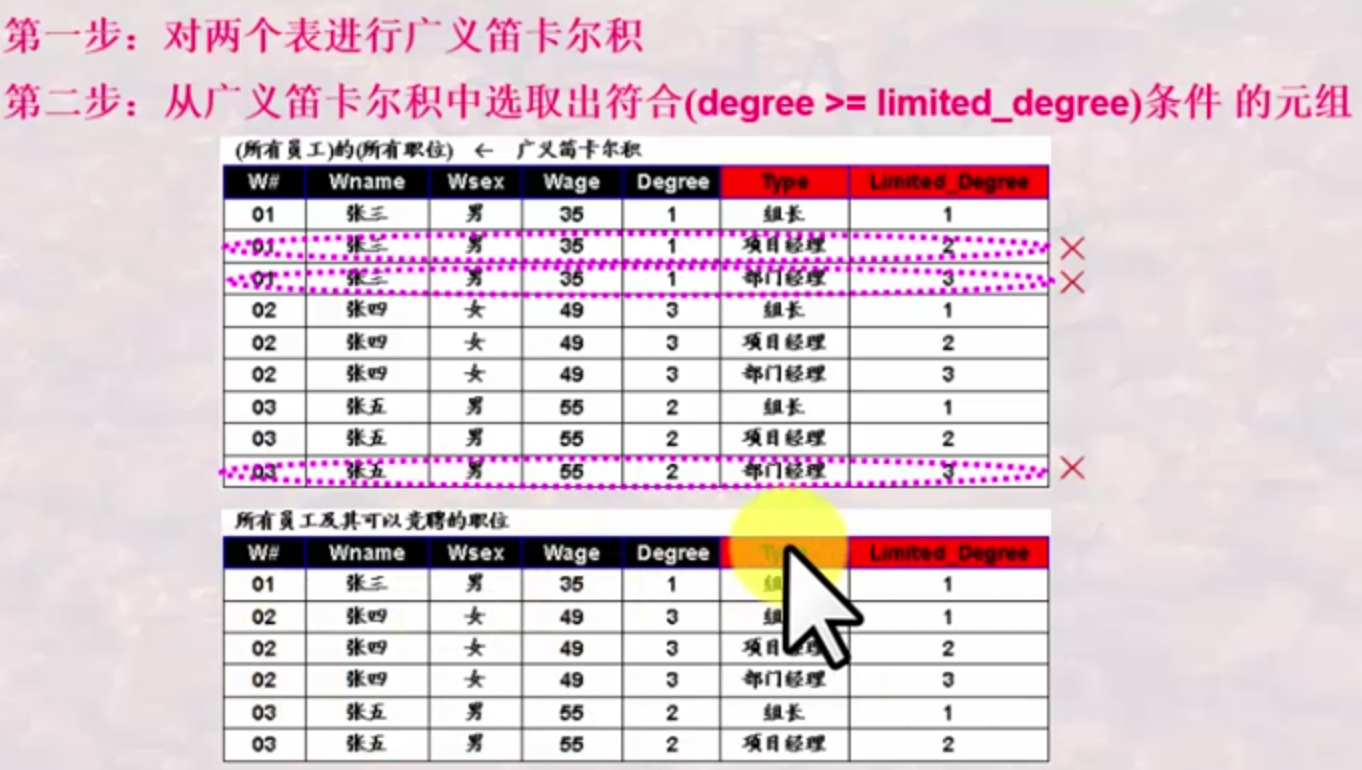 第一步：对两个表进行广义笛卡尔积
第二步：从广义笛卡尔积中选取出符合(degree >= limited_degree)条件 的元组
(所有员工)的(所有职位) ← 广义笛卡尔积
W# Wname Wsex Wage Degree Type Limited_Degree
01 张三 男 35 1 组长 1
01 张三 男 35 1 项目经理 2
01 张三 男 35 1 部门经理 3
02 张四 女 49 3 组长 1
02 张四 女 49 3 项目经理 2
02 张四 女 49 3 部门经理 3
03 张五 男 55 2 组长 1
03 张五 男 55 2 项目经理 2
03 张五 男 55 2 部门经理 3
所有员工及其可以竞聘的职位
W# Wname Wsex Wage Degree Type Limited_Degree
01 张三 男 35 1 组 1
02 张四 女 49 3 组 1
02 张四 女 49 3 项目经理 2
02 张四 女 49 3 部门经理 3
03 张五 男 55 2 组长 1
03 张五 男 55 2 项目经理 2